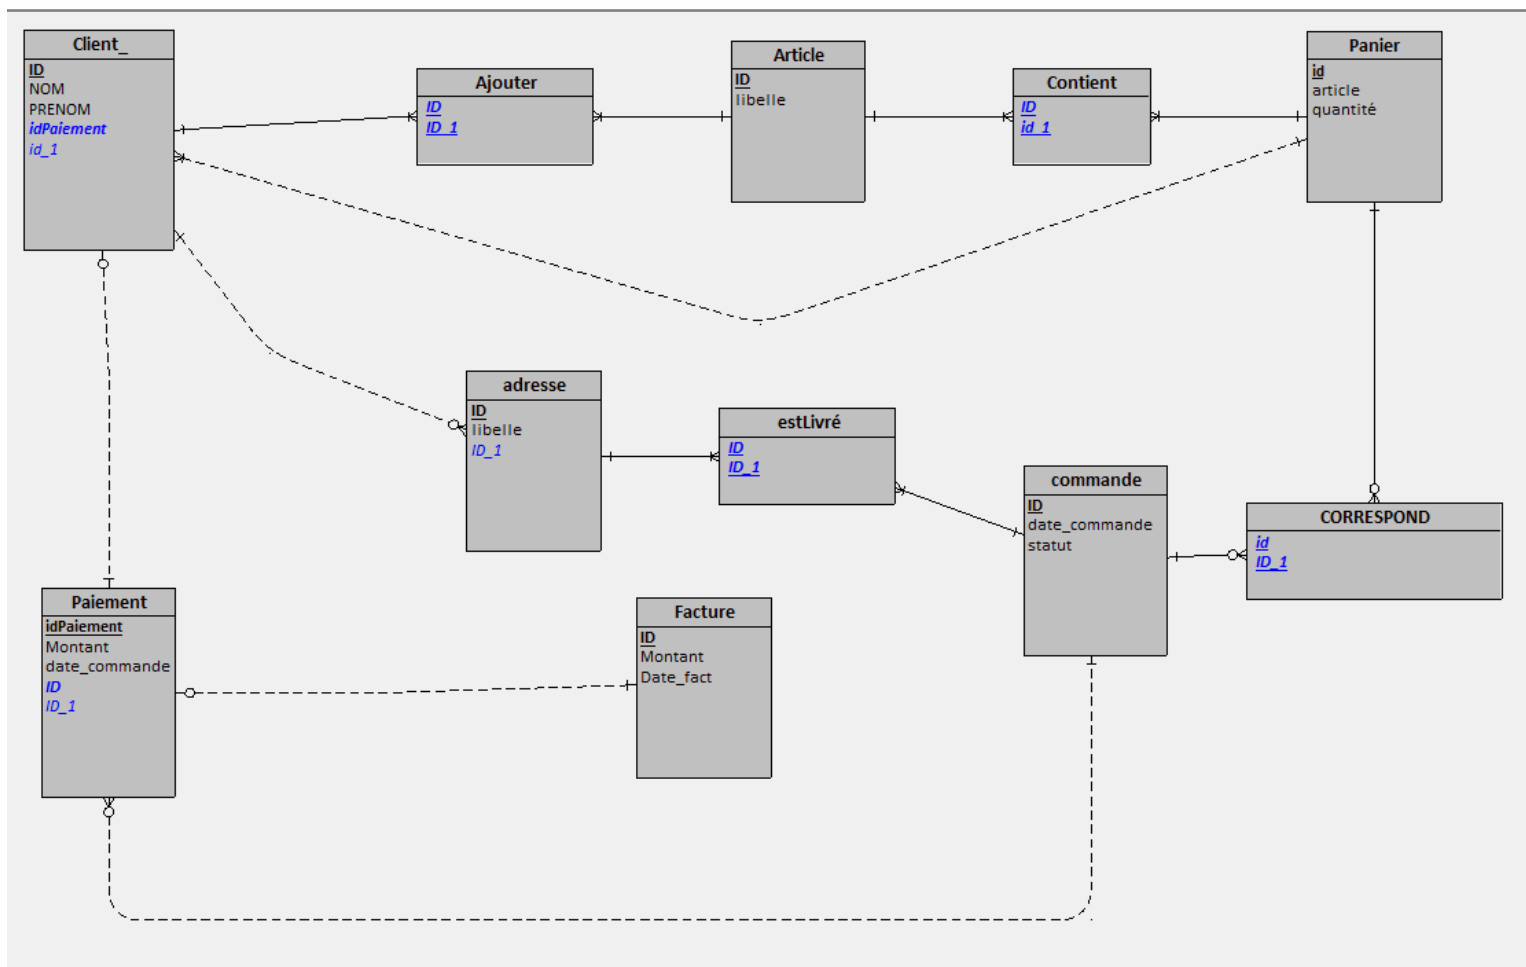 Client_
ID
NOM
PRENOM
idPaiement
id_1
Ajouter
ID
ID_1
Article
ID
libelle
Contient
ID
id_1
Panier
id
article
quantité
adresse
ID
libelle
ID_1
estLivré
ID
ID_1
commande
ID
date_commande
statut
CORRESPOND
id
ID_1
Paiement
idPaiement
Montant
date_commande
ID
ID_1
Facture
ID
Montant
Date_fact